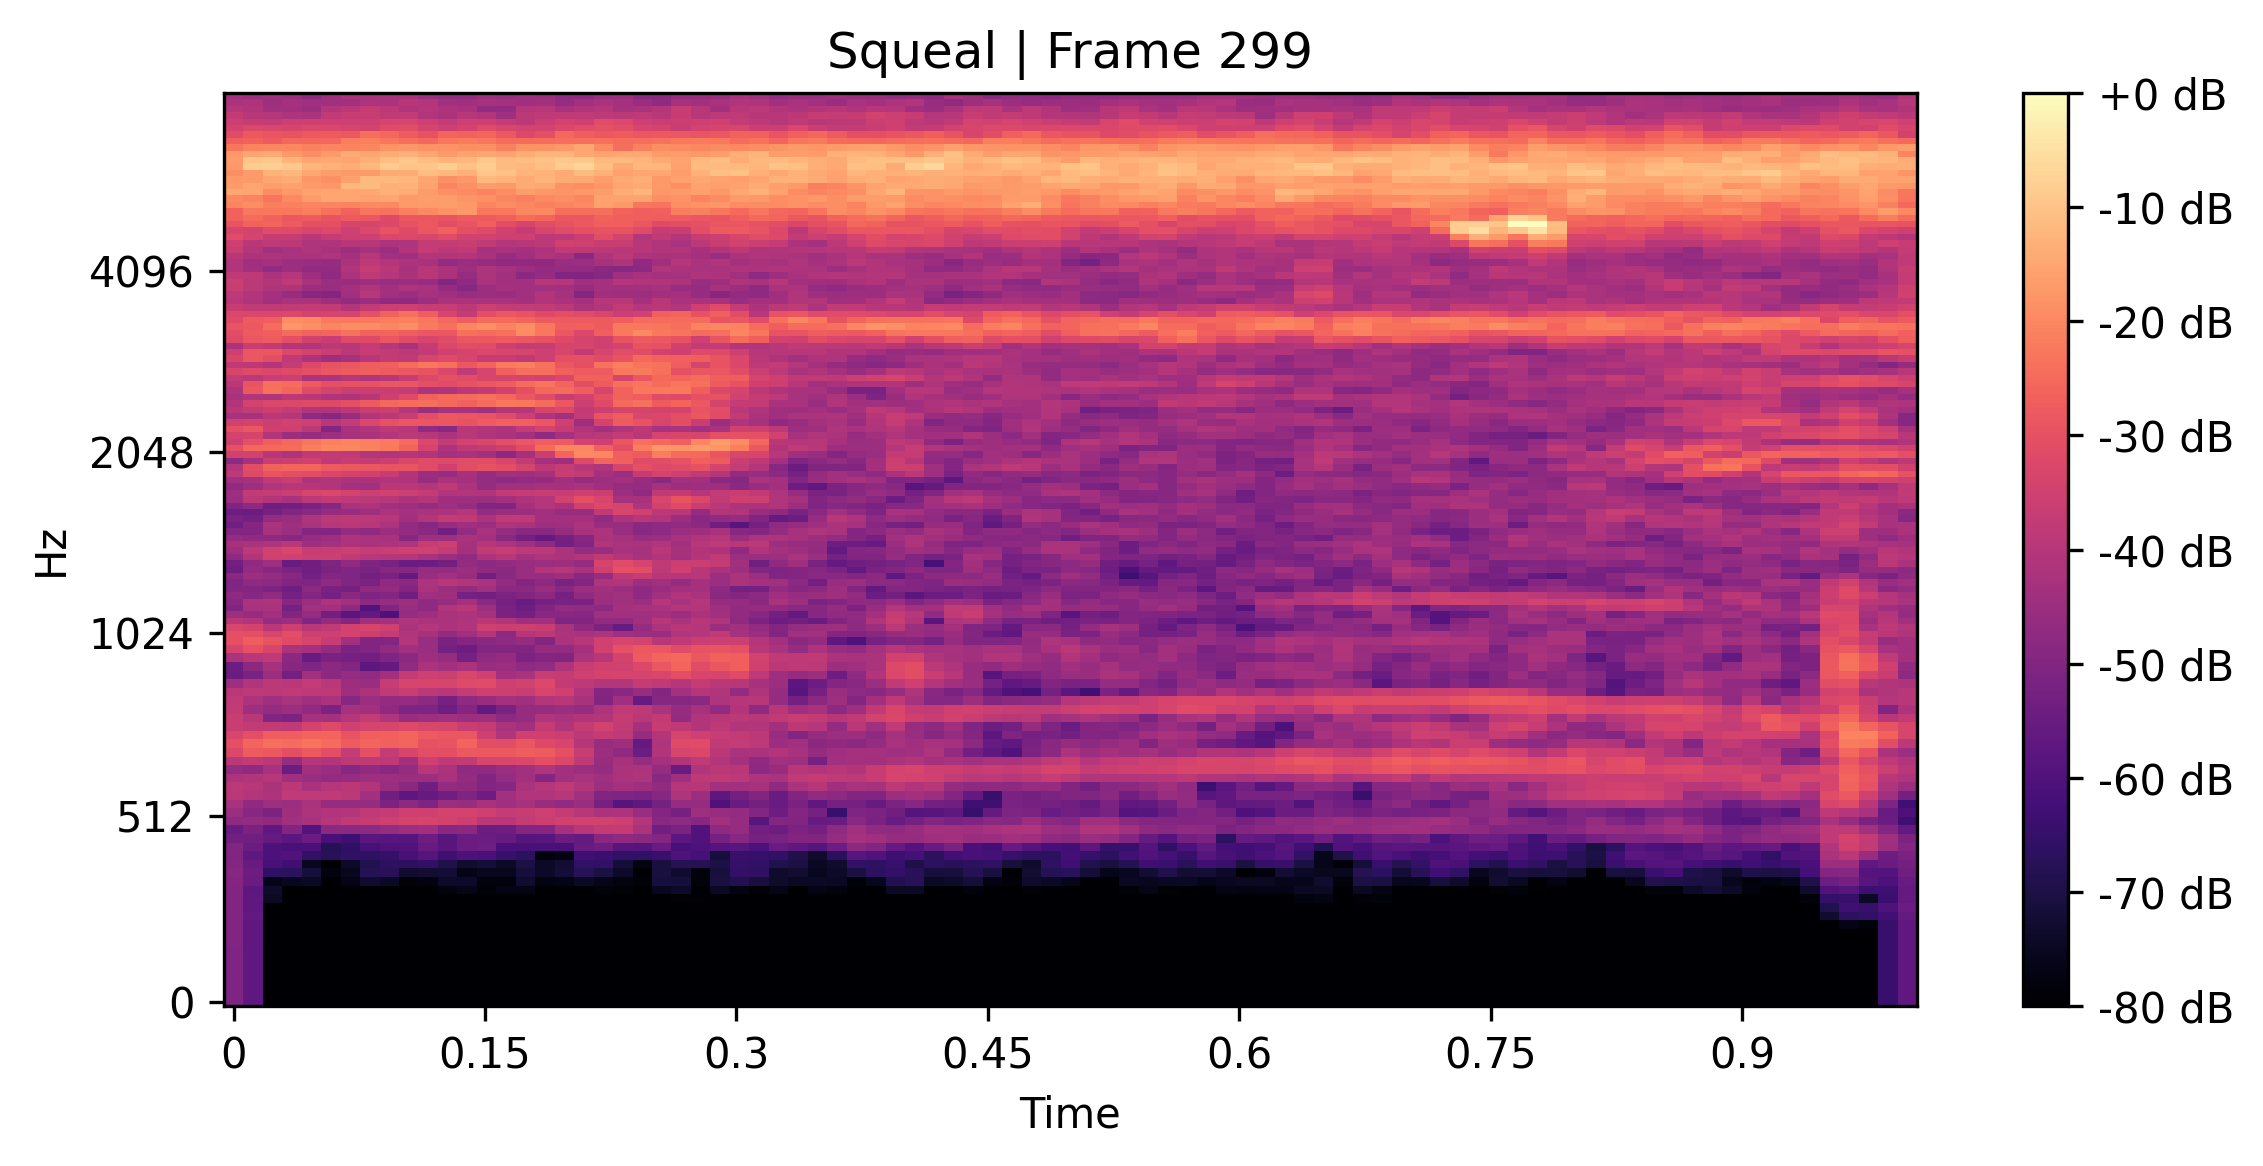 Squeal | Frame 299
Hz
4096
2048
1024
512
0
0 0.15 0.3 0.45 0.6 0.75 0.9
Time
+0 dB
-10 dB
-20 dB
-30 dB
-40 dB
-50 dB
-60 dB
-70 dB
-80 dB